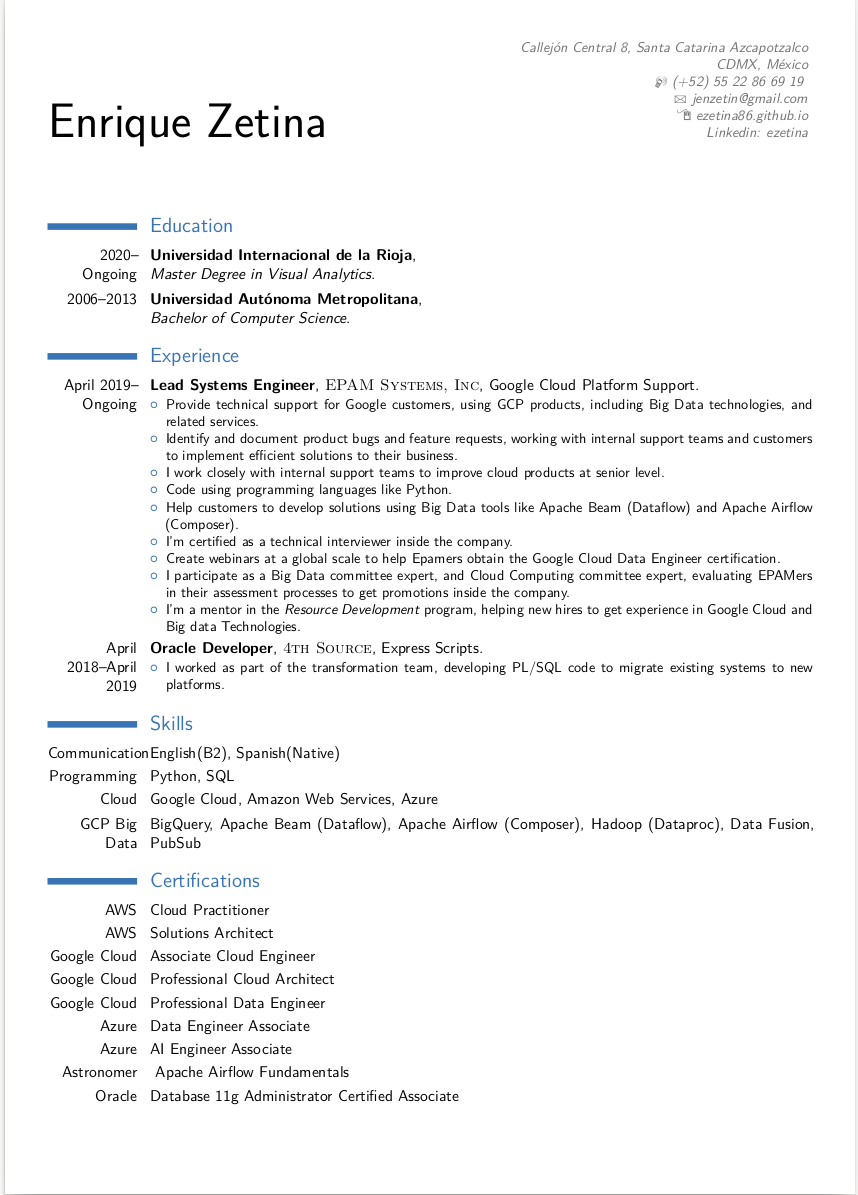 Callejón Central 8, Santa Catarina Azcapotzalco
CDMX, México
(+52) 55 22 86 69 19
jenzetin@gmail.com
ezetina86.github.io
Linkedin: ezetina
Enrique Zetina
Education
2020– Universidad Internacional de la Rioja,
Ongoing Master Degree in Visual Analytics.
2006–2013 Universidad Autónoma Metropolitana,
Bachelor of Computer Science.
Experience
April 2019– Lead Systems Engineer, EPAM Systems, Inc, Google Cloud Platform Support.
Ongoing ○ Provide technical support for Google customers, using GCP products, including Big Data technologies, and
related services.
○ Identify and document product bugs and feature requests, working with internal support teams and customers
to implement efficient solutions to their business.
○ I work closely with internal support teams to improve cloud products at senior level.
○ Code using programming languages like Python.
○ Help customers to develop solutions using Big Data tools like Apache Beam (Dataflow) and Apache Airflow
(Composer).
○ I'm certified as a technical interviewer inside the company.
○ Create webinars at a global scale to help Epamers obtain the Google Cloud Data Engineer certification.
○ I participate as a Big Data committee expert, and Cloud Computing committee expert, evaluating EPAMers
in their assessment processes to get promotions inside the company.
○ I'm a mentor in the Resource Development program, helping new hires to get experience in Google Cloud and
Big data Technologies.
April Oracle Developer, 4th Source, Express Scripts.
2018–April ○ I worked as part of the transformation team, developing PL/SQL code to migrate existing systems to new
2019 platforms.
Skills
Communication English(B2), Spanish(Native)
Programming Python, SQL
Cloud Google Cloud, Amazon Web Services, Azure
GCP Big BigQuery, Apache Beam (Dataflow), Apache Airflow (Composer), Hadoop (Dataproc), Data Fusion,
Data PubSub
Certifications
AWS Cloud Practitioner
AWS Solutions Architect
Google Cloud Associate Cloud Engineer
Google Cloud Professional Cloud Architect
Google Cloud Professional Data Engineer
Azure Data Engineer Associate
Azure AI Engineer Associate
Astronomer Apache Airflow Fundamentals
Oracle Database 11g Administrator Certified Associate